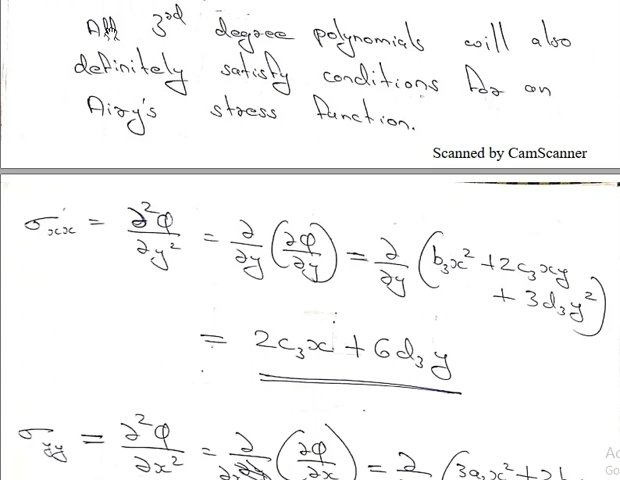 All 3rd degree polynomials will also
definitely satisfy conditions for an
Airy's stress function.
Scanned by CamScanner
σxx = ∂²φ/∂y² = ∂/∂y (∂φ/∂y) = ∂/∂y (b₃x² + 2c₃xy
+ 3d₃y²)
= 2c₃x + 6d₃y
σyy = ∂²φ/∂x² = ∂/∂x (∂φ/∂x) = ∂/ (3a₃x² + 2b